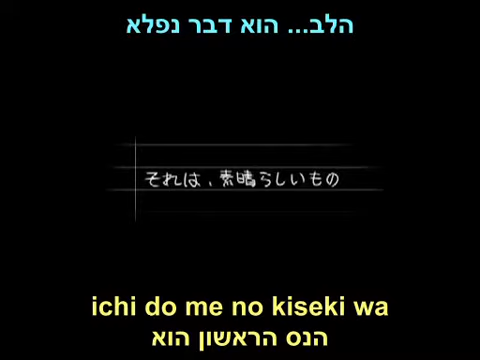 הלב... הוא דבר נפלא
それは、素晴らしいもの
ichi do me no kiseki wa
הנס הראשון הוא